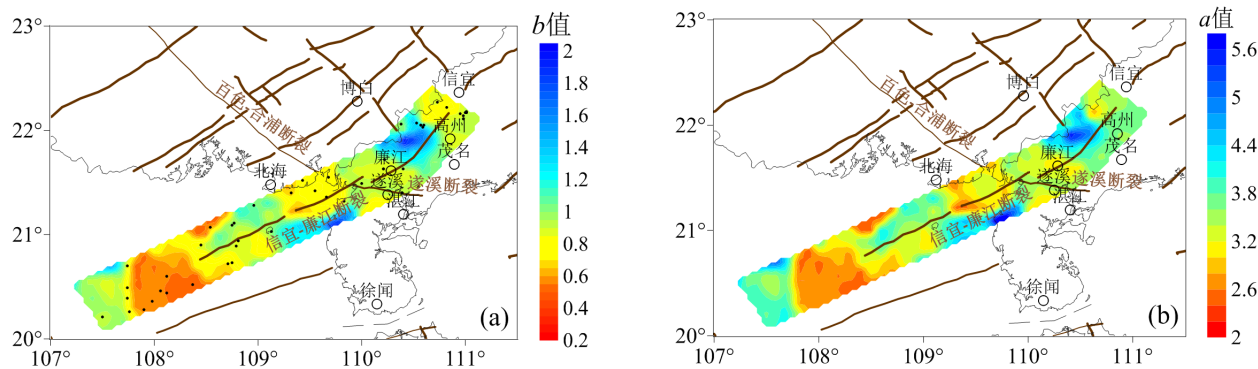 b值
23°
22°
21°
20°
107°
108°
109°
110°
111°
2
1.8
1.6
1.4
1.2
1
0.8
0.6
0.4
0.2
信宜
博白
百色-合浦断裂
高州
茂名
廉江
北海
遂溪
遂溪断裂
湛江
信宜-廉江断裂
徐闻
(a)
a值
23°
22°
21°
20°
107°
108°
109°
110°
111°
5.6
5
4.4
3.8
3.2
2.6
2
信宜
博白
百色-合浦断裂
高州
茂名
廉江
北海
遂溪
遂溪断裂
湛江
信宜-廉江断裂
徐闻
(b)